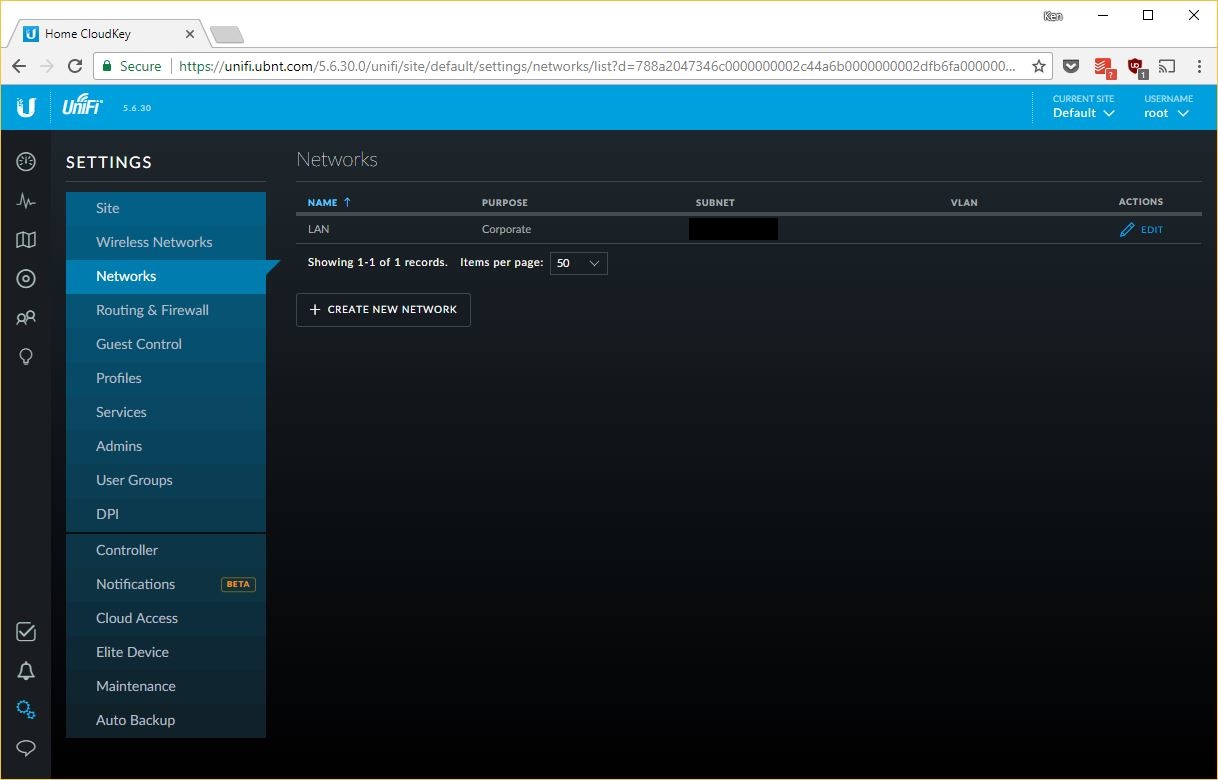 Ken
Home CloudKey
Secure
https://unifi.ubnt.com/5.6.30.0/unifi/site/default/settings/networks/list?d=788a2047346c0000000002c44a6b0000000002dfb6fa000000...
?
1
U
UniFi
5.6.30
CURRENT SITE
Default
USERNAME
root
SETTINGS
Site
Wireless Networks
Networks
Routing & Firewall
Guest Control
Profiles
Services
Admins
User Groups
DPI
Controller
Notifications BETA
Cloud Access
Elite Device
Maintenance
Auto Backup
Networks
NAME ↑ PURPOSE SUBNET VLAN ACTIONS
LAN Corporate EDIT
Showing 1-1 of 1 records. Items per page: 50
+ CREATE NEW NETWORK